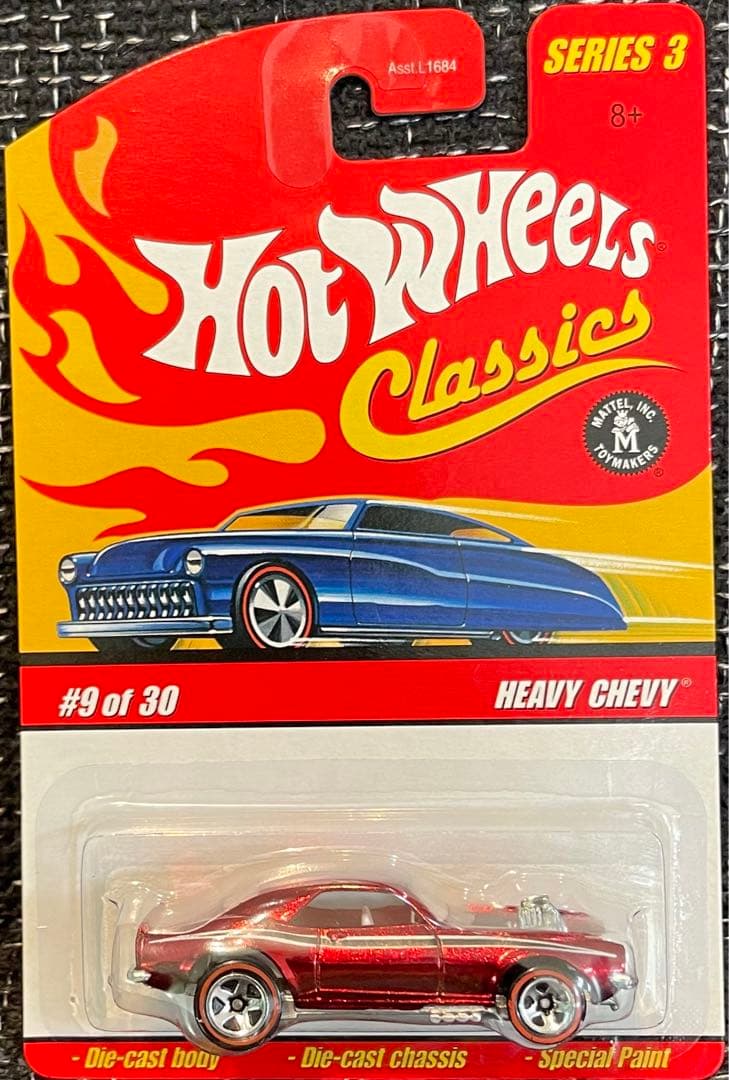 Asst.L1684
SERIES 3
8+
HOT WHEELS®
Classics
MATTEL, INC.
M
TOYMAKERS
®
#9 of 30
HEAVY CHEVY®
- Die-cast body
- Die-cast chassis
- Special Paint